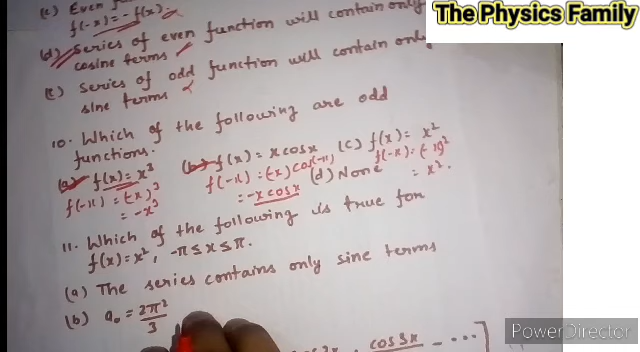 The Physics Family
(c) Even
f(-x) = - f(x).
(d) Series of even function will contain only
cosine terms
(e) Series of odd function will contain only
sine terms
10. Which of the following are odd
functions.
(a) f(x) = x³ (b) f(x) = x cosx (c) f(x) = x²
f(-x) = (-x)³ f(-x) = (-x) cos(-x) f(-x) = (-x)²
= -x³ = -x cosx (d) None = x².
11. Which of the following is true for
f(x) = x², -π ≤ x ≤ π.
(a) The series contains only sine terms
(b) a₀ = 2π²/3
cos3x - ....]
PowerDirector